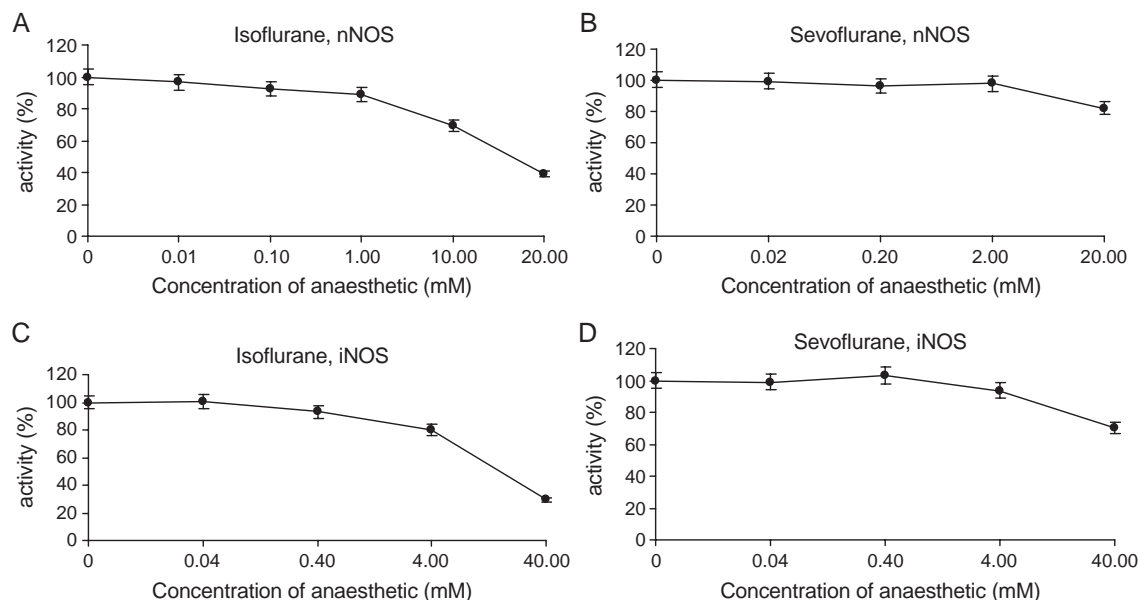 A
Isoflurane, nNOS
120
100
80
60
40
20
0
activity (%)
0 0.01 0.10 1.00 10.00 20.00
Concentration of anaesthetic (mM)
B
Sevoflurane, nNOS
120
100
80
60
40
20
0
activity (%)
0 0.02 0.20 2.00 20.00
Concentration of anaesthetic (mM)
C
Isoflurane, iNOS
120
100
80
60
40
20
0
activity (%)
0 0.04 0.40 4.00 40.00
Concentration of anaesthetic (mM)
D
Sevoflurane, iNOS
120
100
80
60
40
20
0
activity (%)
0 0.04 0.40 4.00 40.00
Concentration of anaesthetic (mM)